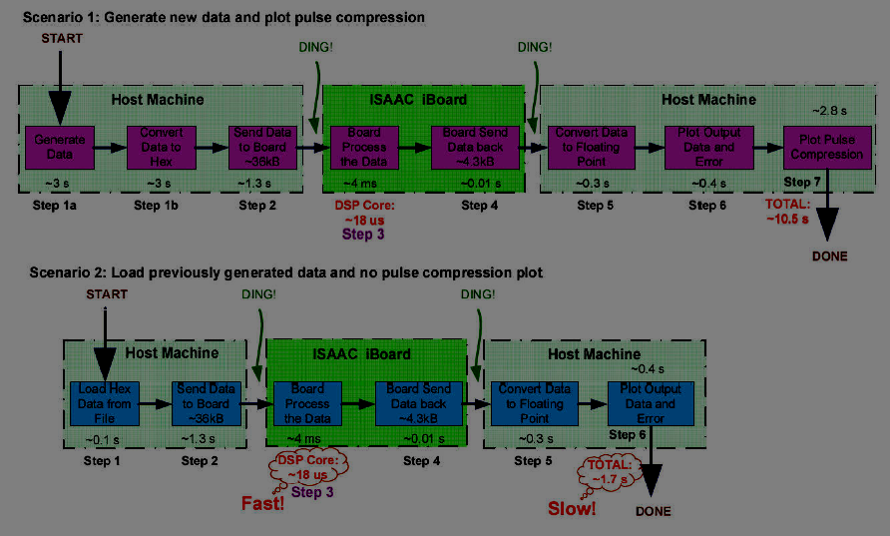 Scenario 1: Generate new data and plot pulse compression
START
DING!
DING!
Host Machine
ISAAC iBoard
Host Machine
~2.8 s
Generate
Data
Convert
Data to
Hex
Send Data
to Board
~36kB
Board
Process
the Data
Board Send
Data back
~4.3kB
Convert Data
to Floating
Point
Plot Output
Data and
Error
Plot Pulse
Compression
~3 s
~3 s
~1.3 s
~4 ms
~0.01 s
~0.3 s
~0.4 s
Step 7
Step 1a
Step 1b
Step 2
DSP Core:
~18 us
Step 3
Step 4
Step 5
Step 6
TOTAL:
~10.5 s
DONE
Scenario 2: Load previously generated data and no pulse compression plot
START
DING!
DING!
Host Machine
ISAAC iBoard
Host Machine
~0.4 s
Load Hex
Data from
File
Send Data
to Board
~36kB
Board
Process
the Data
Board Send
Data back
~4.3kB
Convert Data
to Floating
Point
Plot Output
Data and
Error
~0.1 s
~1.3 s
~4 ms
~0.01 s
~0.3 s
Step 6
Step 1
Step 2
DSP Core:
~18 us
Step 3
Fast!
Step 4
Step 5
TOTAL:
~1.7 s
Slow!
DONE